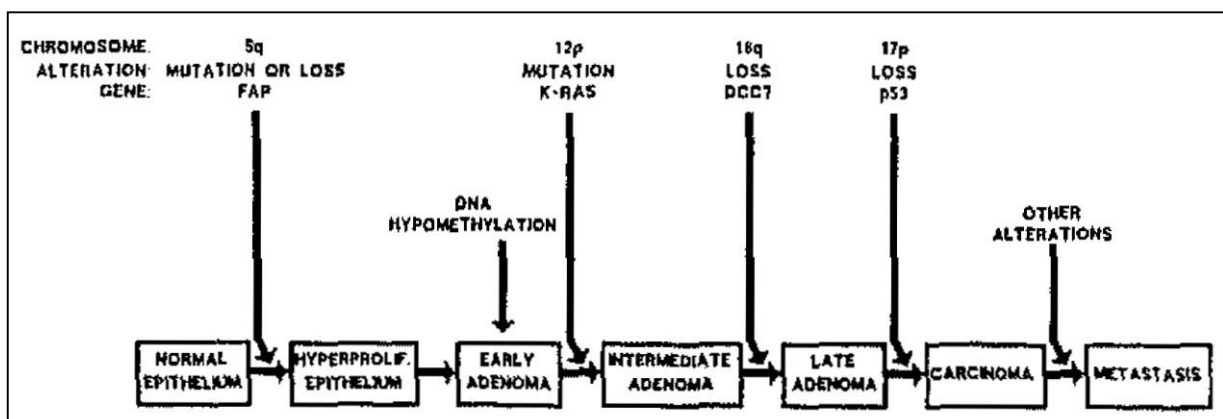 CHROMOSOME: 5q 12p 18q 17p
ALTERATION: MUTATION OR LOSS MUTATION LOSS LOSS
GENE: FAP K-RAS DCC? p53
DNA
HYPOMETHYLATION
OTHER
ALTERATIONS
NORMAL
EPITHELIUM
HYPERPROLIF.
EPITHELIUM
EARLY
ADENOMA
INTERMEDIATE
ADENOMA
LATE
ADENOMA
CARCINOMA
METASTASIS